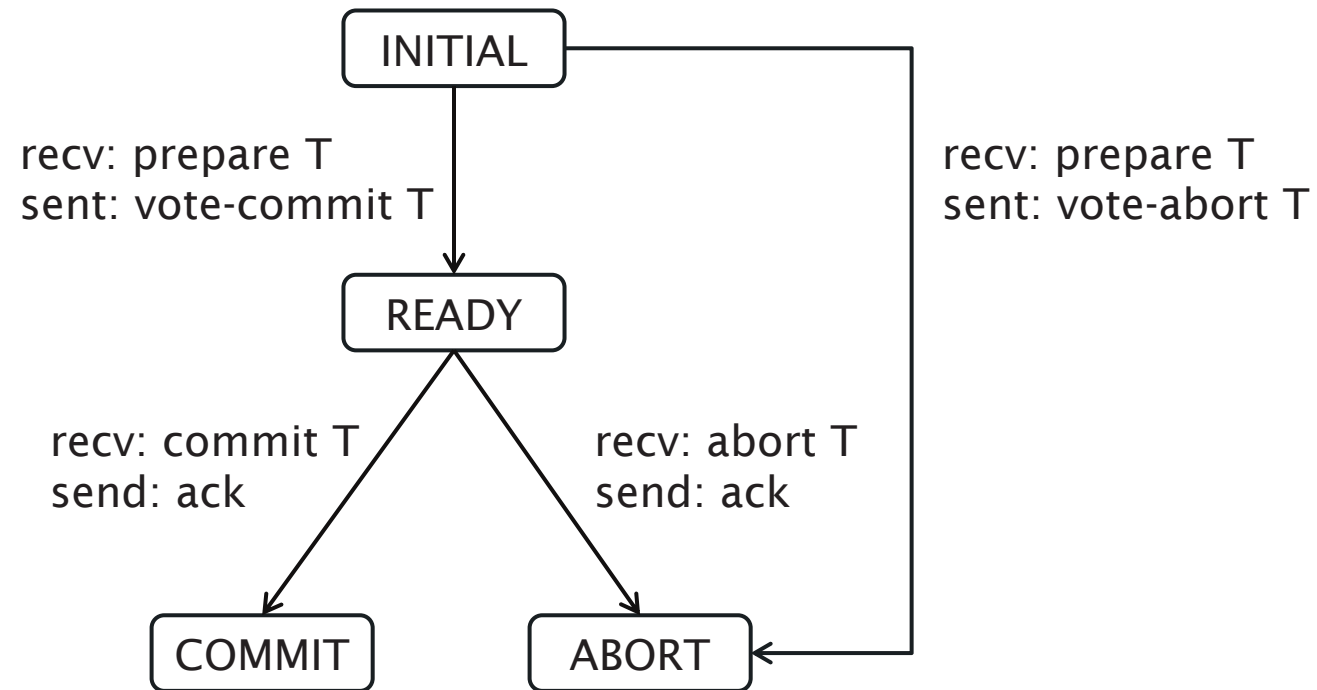 INITIAL
recv: prepare T
sent: vote-commit T
recv: prepare T
sent: vote-abort T
READY
recv: commit T
send: ack
recv: abort T
send: ack
COMMIT
ABORT